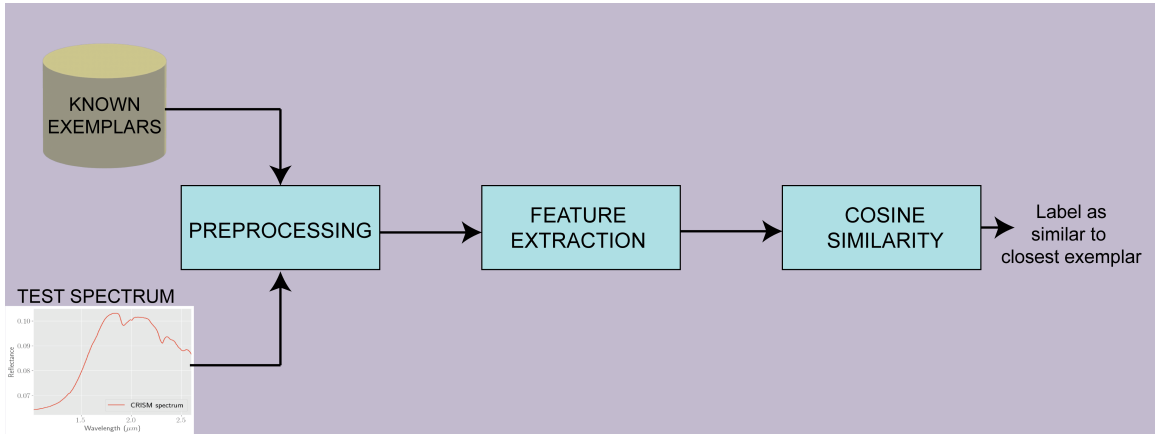 KNOWN
EXEMPLARS
PREPROCESSING
FEATURE
EXTRACTION
COSINE
SIMILARITY
Label as
similar to
closest exemplar
TEST SPECTRUM
0.10
0.09
0.08
0.07
Reflectance
CRISM spectrum
1.5
2.0
2.5
Wavelength (μm)